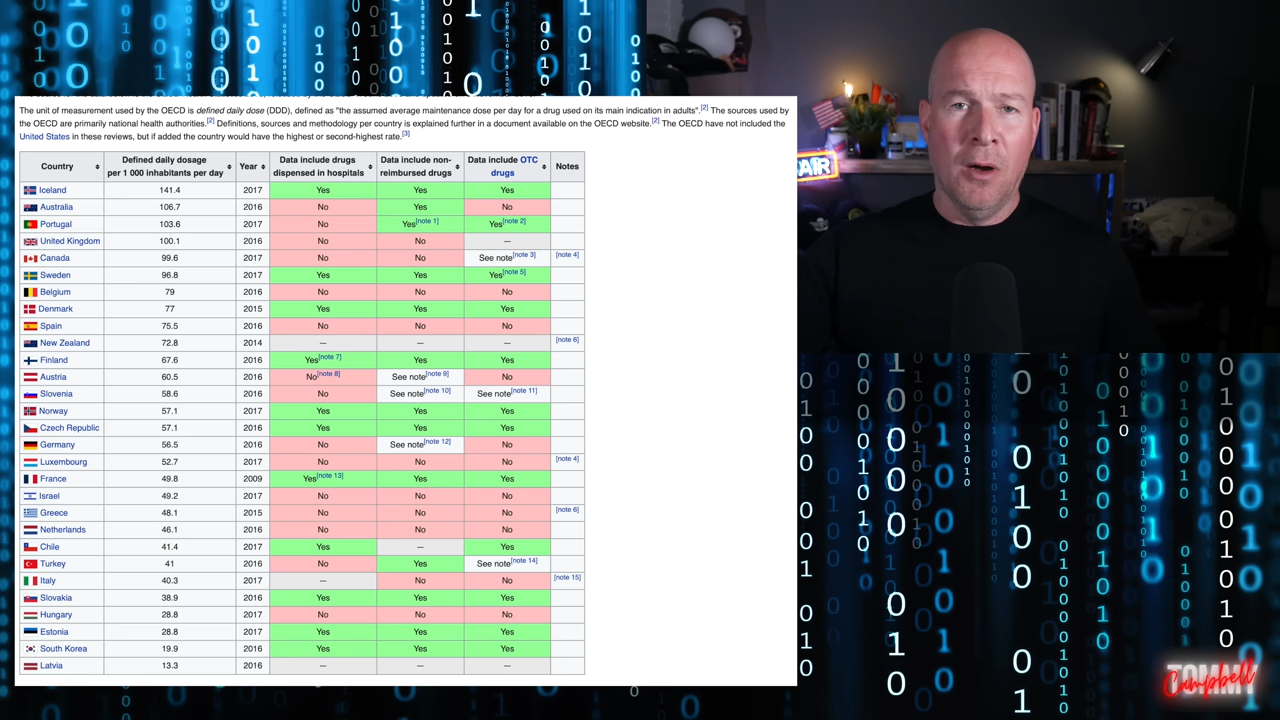 The unit of measurement used by the OECD is defined daily dose (DDD), defined as "the assumed average maintenance dose per day for a drug used on its main indication in adults".[2] The sources used by
the OECD are primarily national health authorities.[2] Definitions, sources and methodology per country is explained further in a document available on the OECD website.[2] The OECD have not included the
United States in these reviews, but if added the country would have the highest or second-highest rate.[3]
Country Defined daily dosage per 1 000 inhabitants per day Year Data include drugs dispensed in hospitals Data include non-reimbursed drugs Data include OTC drugs Notes
Iceland 141.4 2017 Yes Yes Yes
Australia 106.7 2016 No Yes No
Portugal 103.6 2017 No Yes[note 1] Yes[note 2]
United Kingdom 100.1 2016 No No —
Canada 99.6 2017 No No See note[note 3] [note 4]
Sweden 96.8 2017 Yes Yes Yes[note 5]
Belgium 79 2016 No No No
Denmark 77 2015 Yes Yes Yes
Spain 75.5 2016 No No No
New Zealand 72.8 2014 — — — [note 6]
Finland 67.6 2016 Yes[note 7] Yes Yes
Austria 60.5 2016 No[note 8] See note[note 9] No
Slovenia 58.6 2016 No See note[note 10] See note[note 11]
Norway 57.1 2017 Yes Yes Yes
Czech Republic 57.1 2016 Yes Yes Yes
Germany 56.5 2016 No See note[note 12] No
Luxembourg 52.7 2017 No No No [note 4]
France 49.8 2009 Yes[note 13] Yes Yes
Israel 49.2 2017 No No No
Greece 48.1 2015 No No No [note 6]
Netherlands 46.1 2016 No No No
Chile 41.4 2017 Yes — Yes
Turkey 41 2016 No Yes See note[note 14]
Italy 40.3 2017 — No No [note 15]
Slovakia 38.9 2016 Yes Yes Yes
Hungary 28.8 2017 No No No
Estonia 28.8 2017 Yes Yes Yes
South Korea 19.9 2016 Yes Yes Yes
Latvia 13.3 2016 — — —
AIR
TOMMY
Campbell